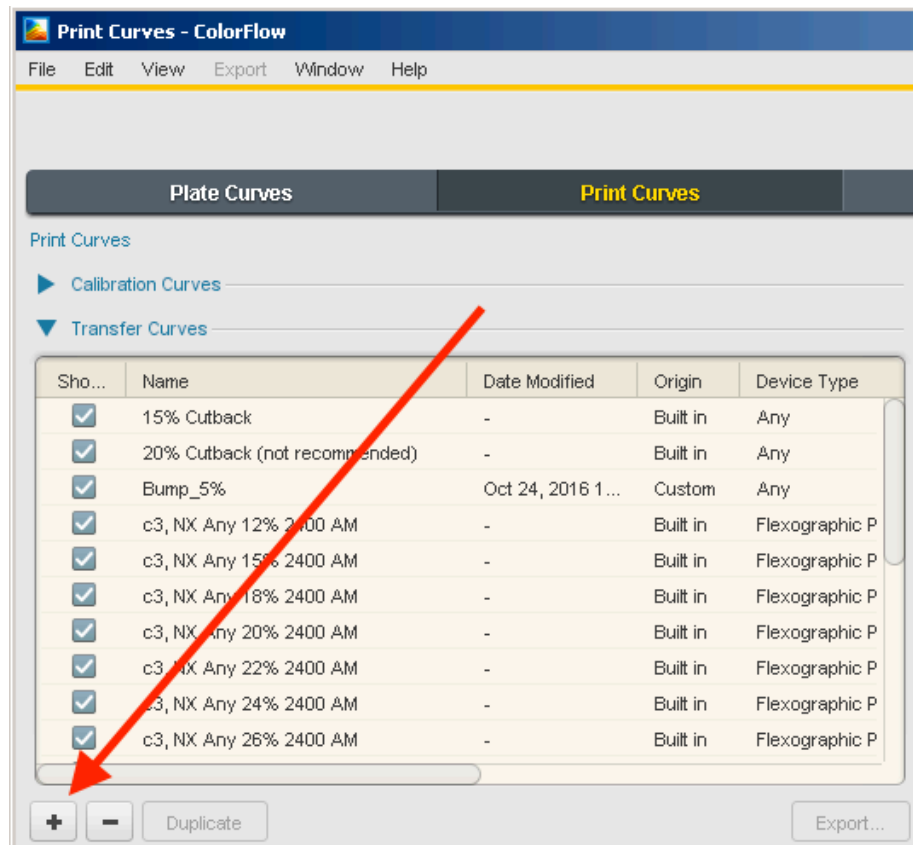 Print Curves - ColorFlow
File Edit View Export Window Help
Plate Curves Print Curves
Print Curves
Calibration Curves
Transfer Curves
Sho... Name Date Modified Origin Device Type
15% Cutback - Built in Any
20% Cutback (not recommended) - Built in Any
Bump_5% Oct 24, 2016 1... Custom Any
c3, NX Any 12% 2400 AM - Built in Flexographic P
c3, NX Any 15% 2400 AM - Built in Flexographic P
c3, NX Any 18% 2400 AM - Built in Flexographic P
c3, NX Any 20% 2400 AM - Built in Flexographic P
c3, NX Any 22% 2400 AM - Built in Flexographic P
c3, NX Any 24% 2400 AM - Built in Flexographic P
c3, NX Any 26% 2400 AM - Built in Flexographic P
+ - Duplicate Export...